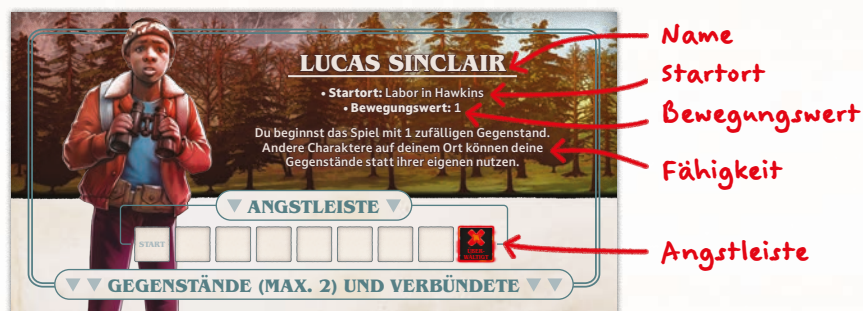 LUCAS SINCLAIR
• Startort: Labor in Hawkins
• Bewegungswert: 1
Du beginnst das Spiel mit 1 zufälligen Gegenstand.
Andere Charaktere auf deinem Ort können deine
Gegenstände statt ihrer eigenen nutzen.
Name
Startort
Bewegungswert
Fähigkeit
ANGSTLEISTE
START
ÜBER-
WÄLTIGT
Angstleiste
GEGENSTÄNDE (MAX. 2) UND VERBÜNDETE